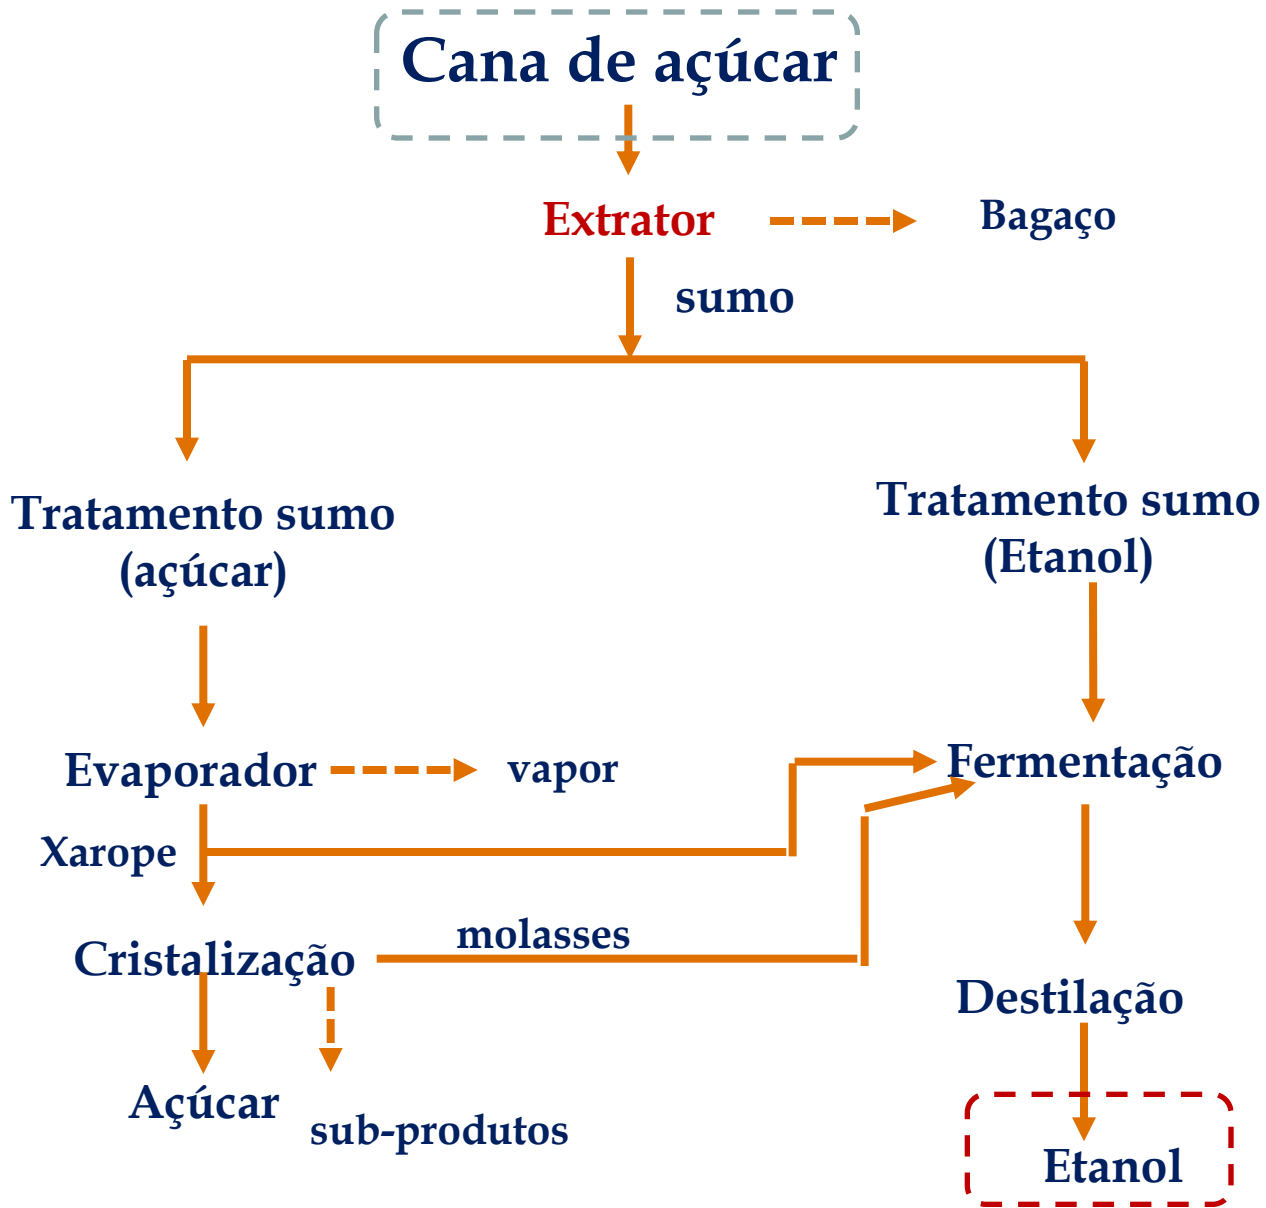 Cana de açúcar
Extrator
Bagaço
sumo
Tratamento sumo
(açúcar)
Tratamento sumo
(Etanol)
Evaporador
vapor
Fermentação
Xarope
Cristalização
molasses
Destilação
Açúcar
sub-produtos
Etanol